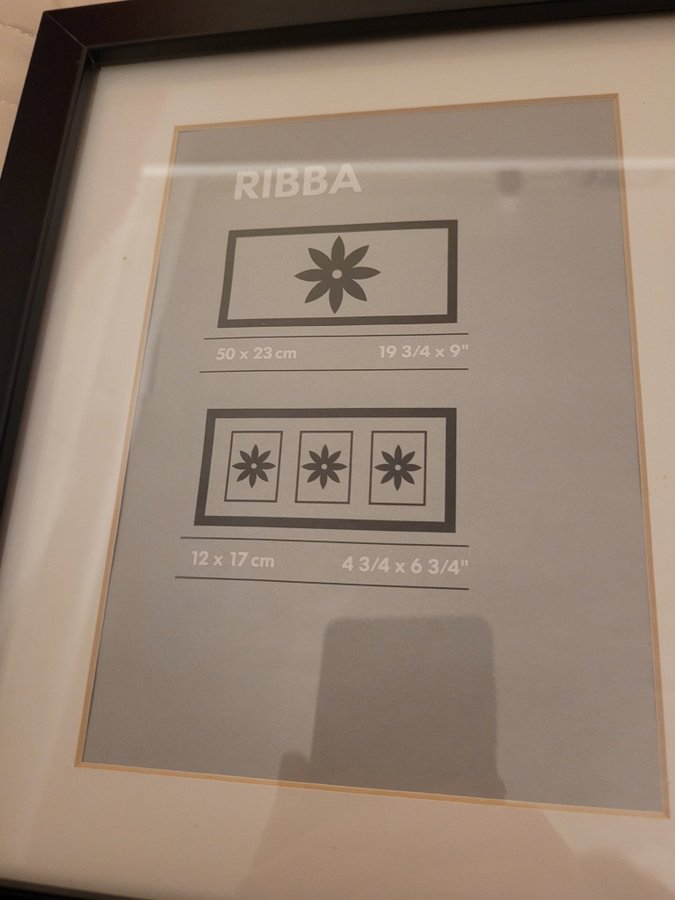 RIBBA
50 x 23 cm 19 3/4 x 9"
12 x 17 cm 4 3/4 x 6 3/4"